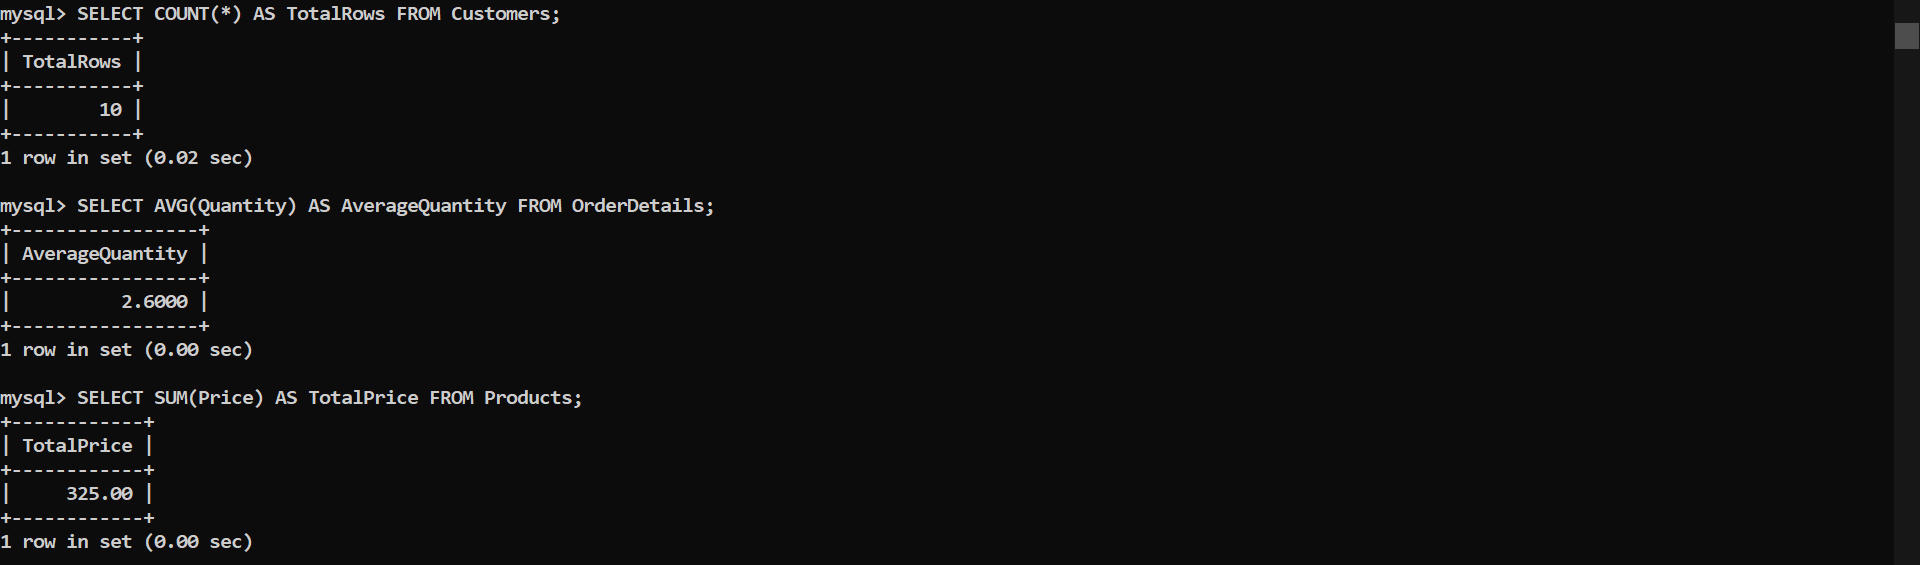 mysql> SELECT COUNT(*) AS TotalRows FROM Customers;
+-----------+
| TotalRows |
+-----------+
|        10 |
+-----------+
1 row in set (0.02 sec)

mysql> SELECT AVG(Quantity) AS AverageQuantity FROM OrderDetails;
+-----------------+
| AverageQuantity |
+-----------------+
|          2.6000 |
+-----------------+
1 row in set (0.00 sec)

mysql> SELECT SUM(Price) AS TotalPrice FROM Products;
+------------+
| TotalPrice |
+------------+
|     325.00 |
+------------+
1 row in set (0.00 sec)